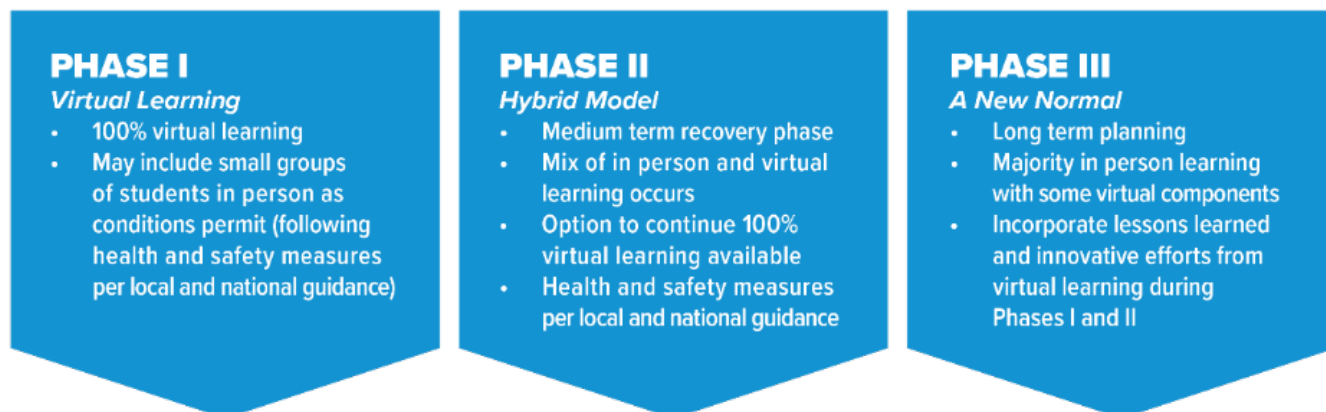 PHASE I
Virtual Learning
• 100% virtual learning
• May include small groups
of students in person as
conditions permit (following
health and safety measures
per local and national guidance)
PHASE II
Hybrid Model
• Medium term recovery phase
• Mix of in person and virtual
learning occurs
• Option to continue 100%
virtual learning available
• Health and safety measures
per local and national guidance
PHASE III
A New Normal
• Long term planning
• Majority in person learning
with some virtual components
• Incorporate lessons learned
and innovative efforts from
virtual learning during
Phases I and II